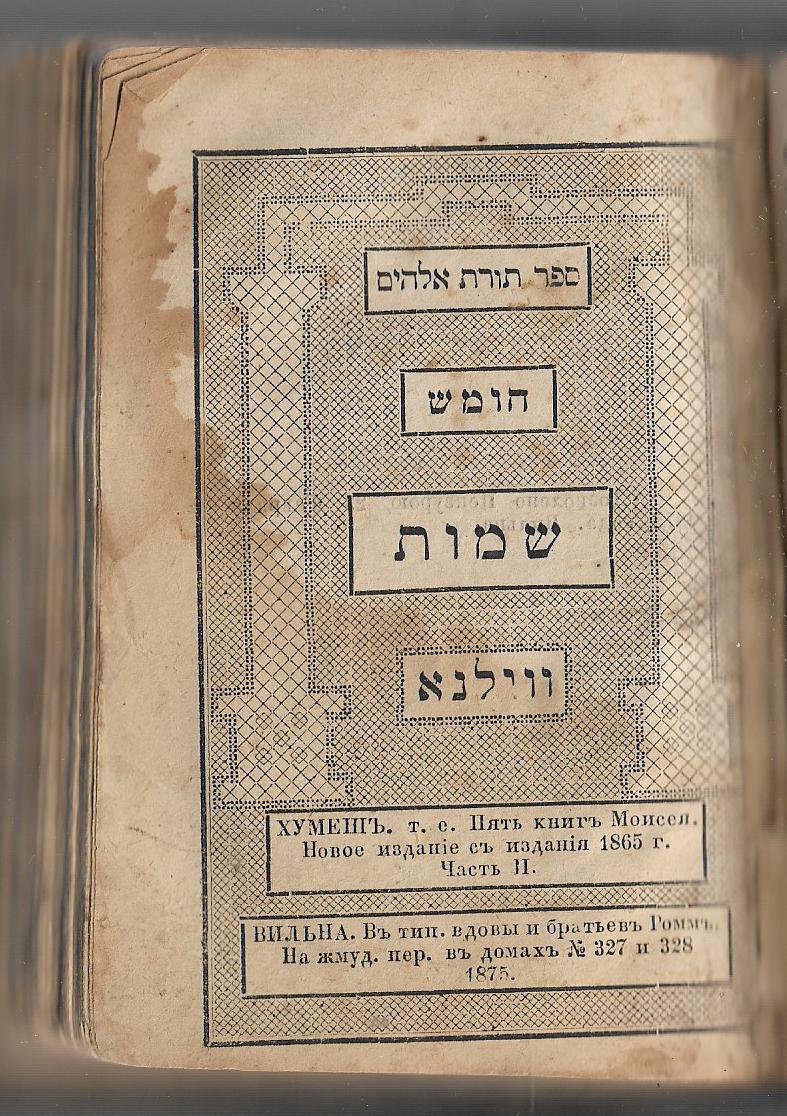 ספר תורת אלהים
חומש
שמות
ווילנא
ХУМЕШЪ. т. е. Пять книгъ Моисея.
Новое изданіе съ изданія 1865 г.
Часть II.
ВИЛЬНА. Въ тип. вдовы и братьевъ Роммъ.
На жмуд. пер. въ домахъ № 327 и 328
1875.